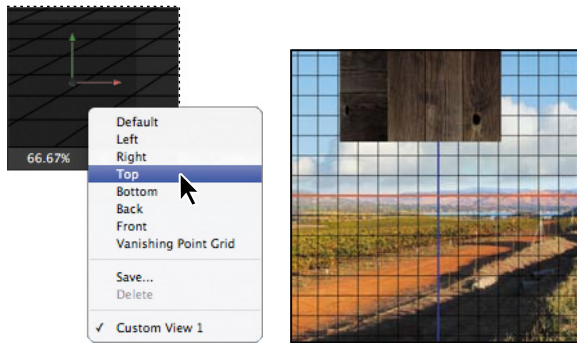 66.67%
Default
Left
Right
Top
Bottom
Back
Front
Vanishing Point Grid
Save...
Delete
✓ Custom View 1